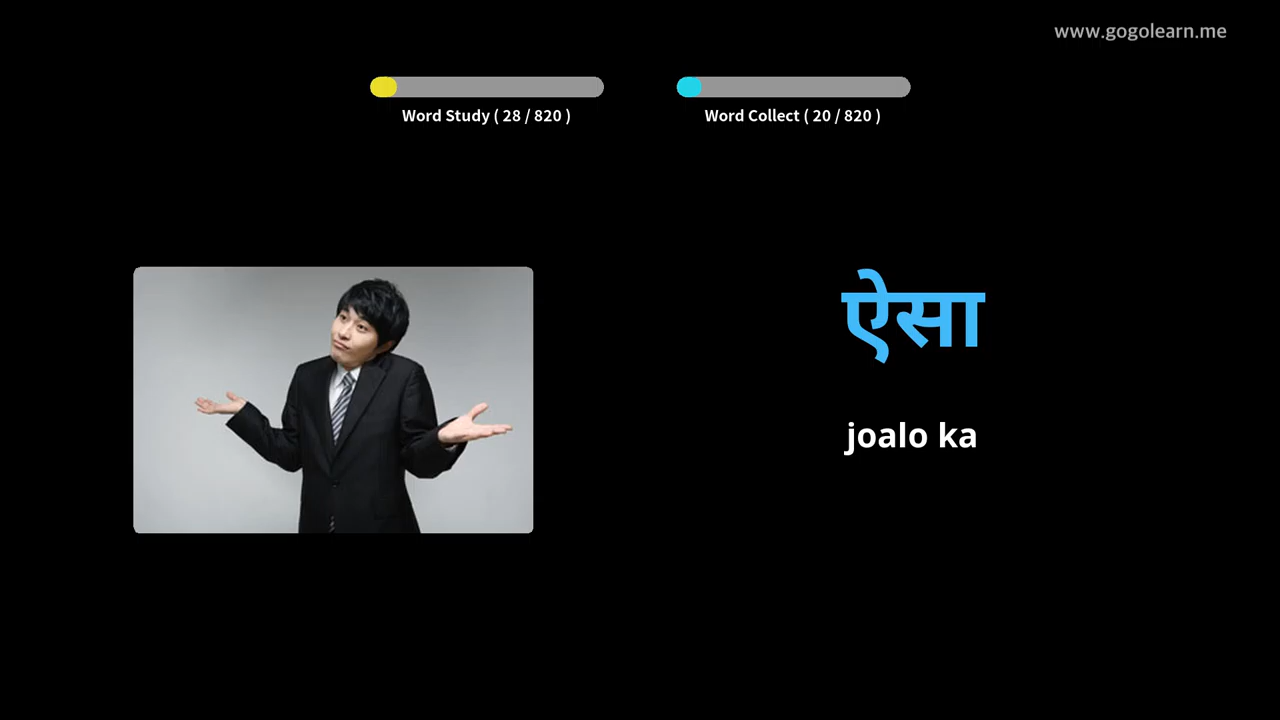 www.gogolearn.me
Word Study ( 28 / 820 )
Word Collect ( 20 / 820 )
ऐसा
joalo ka